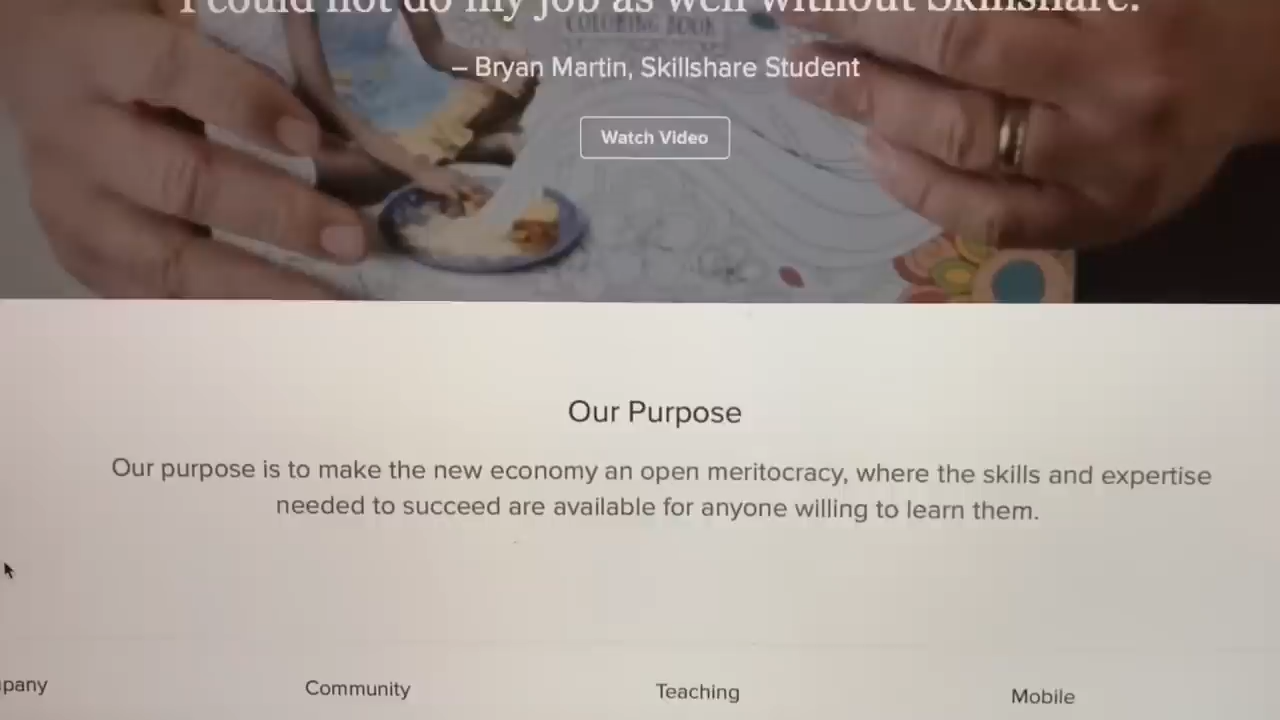 I could not do my job as well without Skillshare.
COLORING BOOK
– Bryan Martin, Skillshare Student
Watch Video
Our Purpose
Our purpose is to make the new economy an open meritocracy, where the skills and expertise
needed to succeed are available for anyone willing to learn them.
pany
Community
Teaching
Mobile